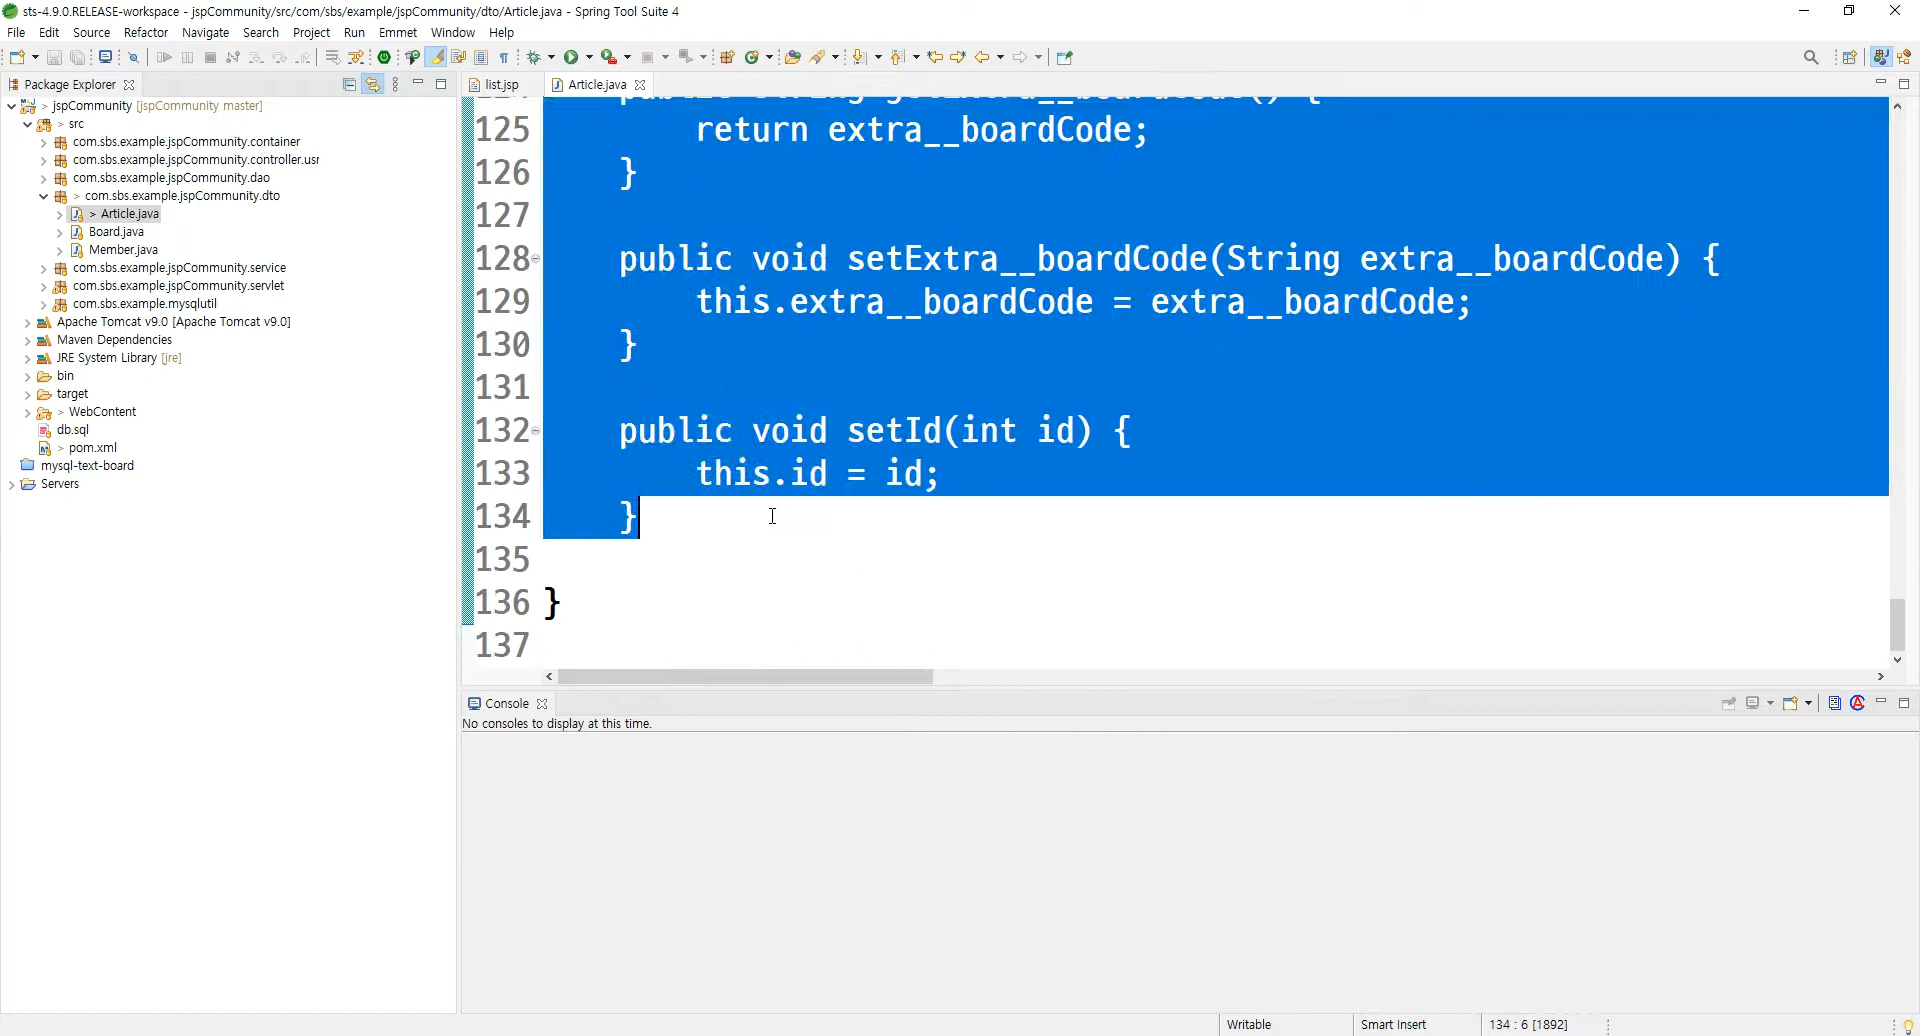 sts-4.9.0.RELEASE-workspace - jspCommunity/src/com/sbs/example/jspCommunity/dto/Article.java - Spring Tool Suite 4
File Edit Source Refactor Navigate Search Project Run Emmet Window Help
Package Explorer
list.jsp Article.java
> jspCommunity [jspCommunity master]
> src
com.sbs.example.jspCommunity.container
com.sbs.example.jspCommunity.controller.usr
com.sbs.example.jspCommunity.dao
> com.sbs.example.jspCommunity.dto
> Article.java
Board.java
Member.java
com.sbs.example.jspCommunity.service
com.sbs.example.jspCommunity.servlet
com.sbs.example.mysqlutil
Apache Tomcat v9.0 [Apache Tomcat v9.0]
Maven Dependencies
JRE System Library [jre]
bin
target
> WebContent
db.sql
> pom.xml
mysql-text-board
Servers
125 return extra__boardCode;
126 }
127
128 public void setExtra__boardCode(String extra__boardCode) {
129 this.extra__boardCode = extra__boardCode;
130 }
131
132 public void setId(int id) {
133 this.id = id;
134 }
135
136 }
137
Console
No consoles to display at this time.
Writable Smart Insert 134 : 6 [1892]